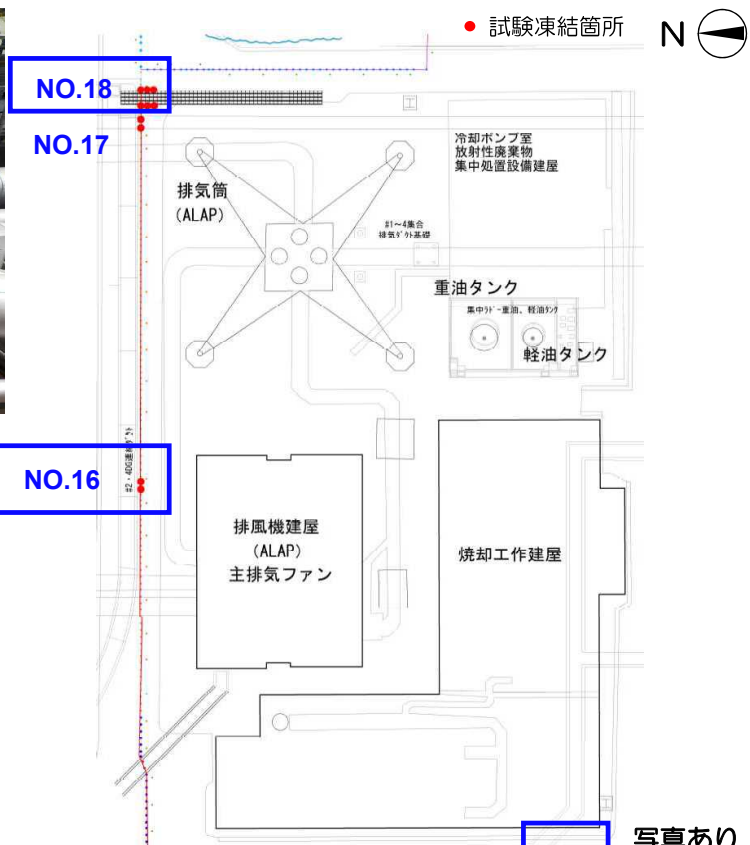 ● 試験凍結箇所
N
NO.18
NO.17
排気筒
(ALAP)
冷却ポンプ室
放射性廃棄物
集中処置設備建屋
#1~4集合
排気ダクト基礎
重油タンク
軽油タンク
NO.16
排風機建屋
(ALAP)
主排気ファン
焼却工作建屋
写真あり